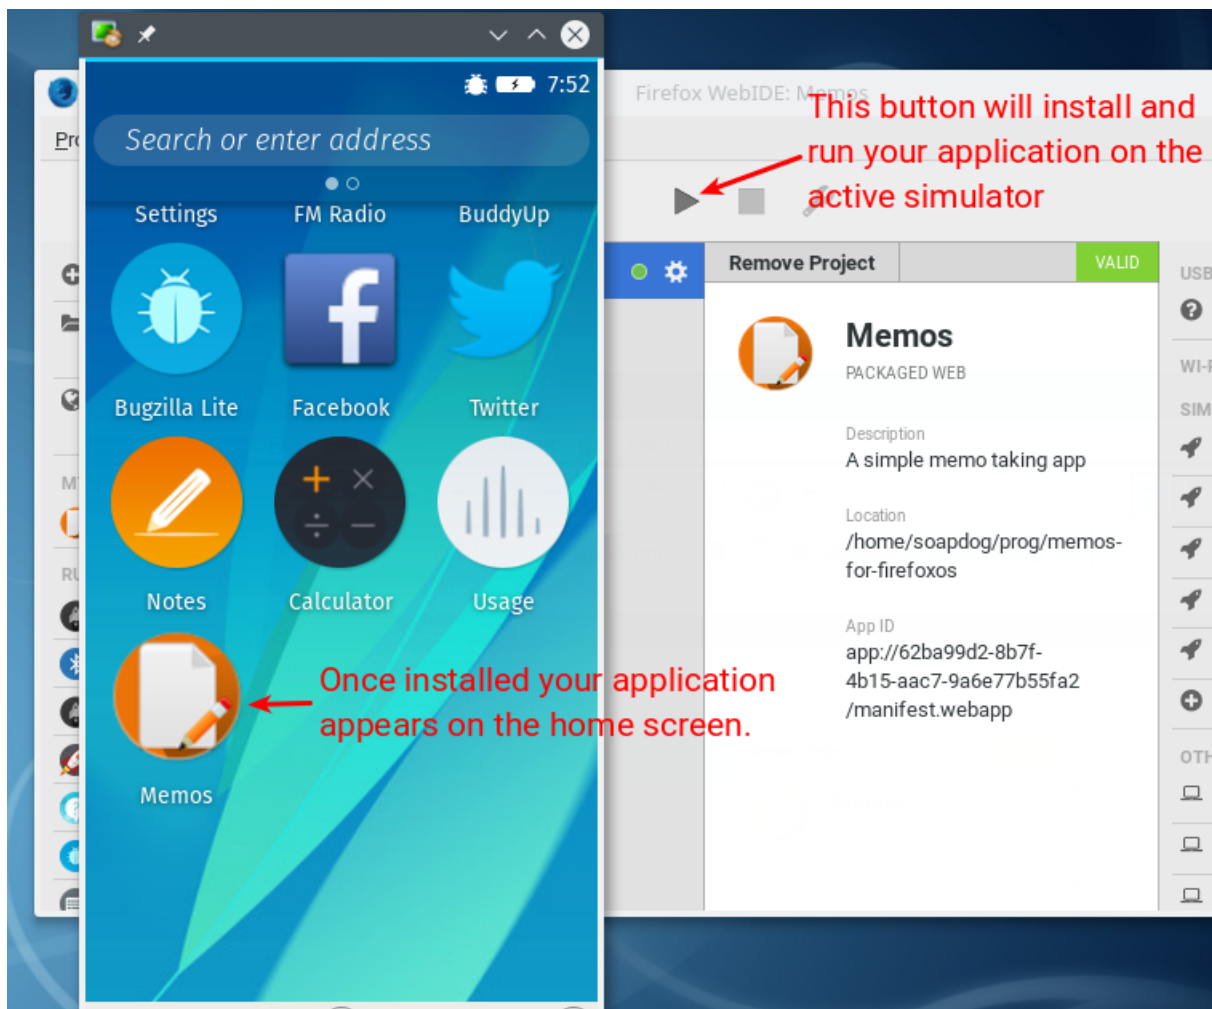 7:52
Firefox WebIDE: Memos
This button will install and
run your application on the
active simulator
Search or enter address
Settings FM Radio BuddyUp
Remove Project VALID
Bugzilla Lite Facebook Twitter
Memos
PACKAGED WEB
Description
A simple memo taking app
Location
/home/soapdog/prog/memos-
for-firefoxos
App ID
app://62ba99d2-8b7f-
4b15-aac7-9a6e77b55fa2
/manifest.webapp
USB
Notes Calculator Usage
Once installed your application
appears on the home screen.
Memos